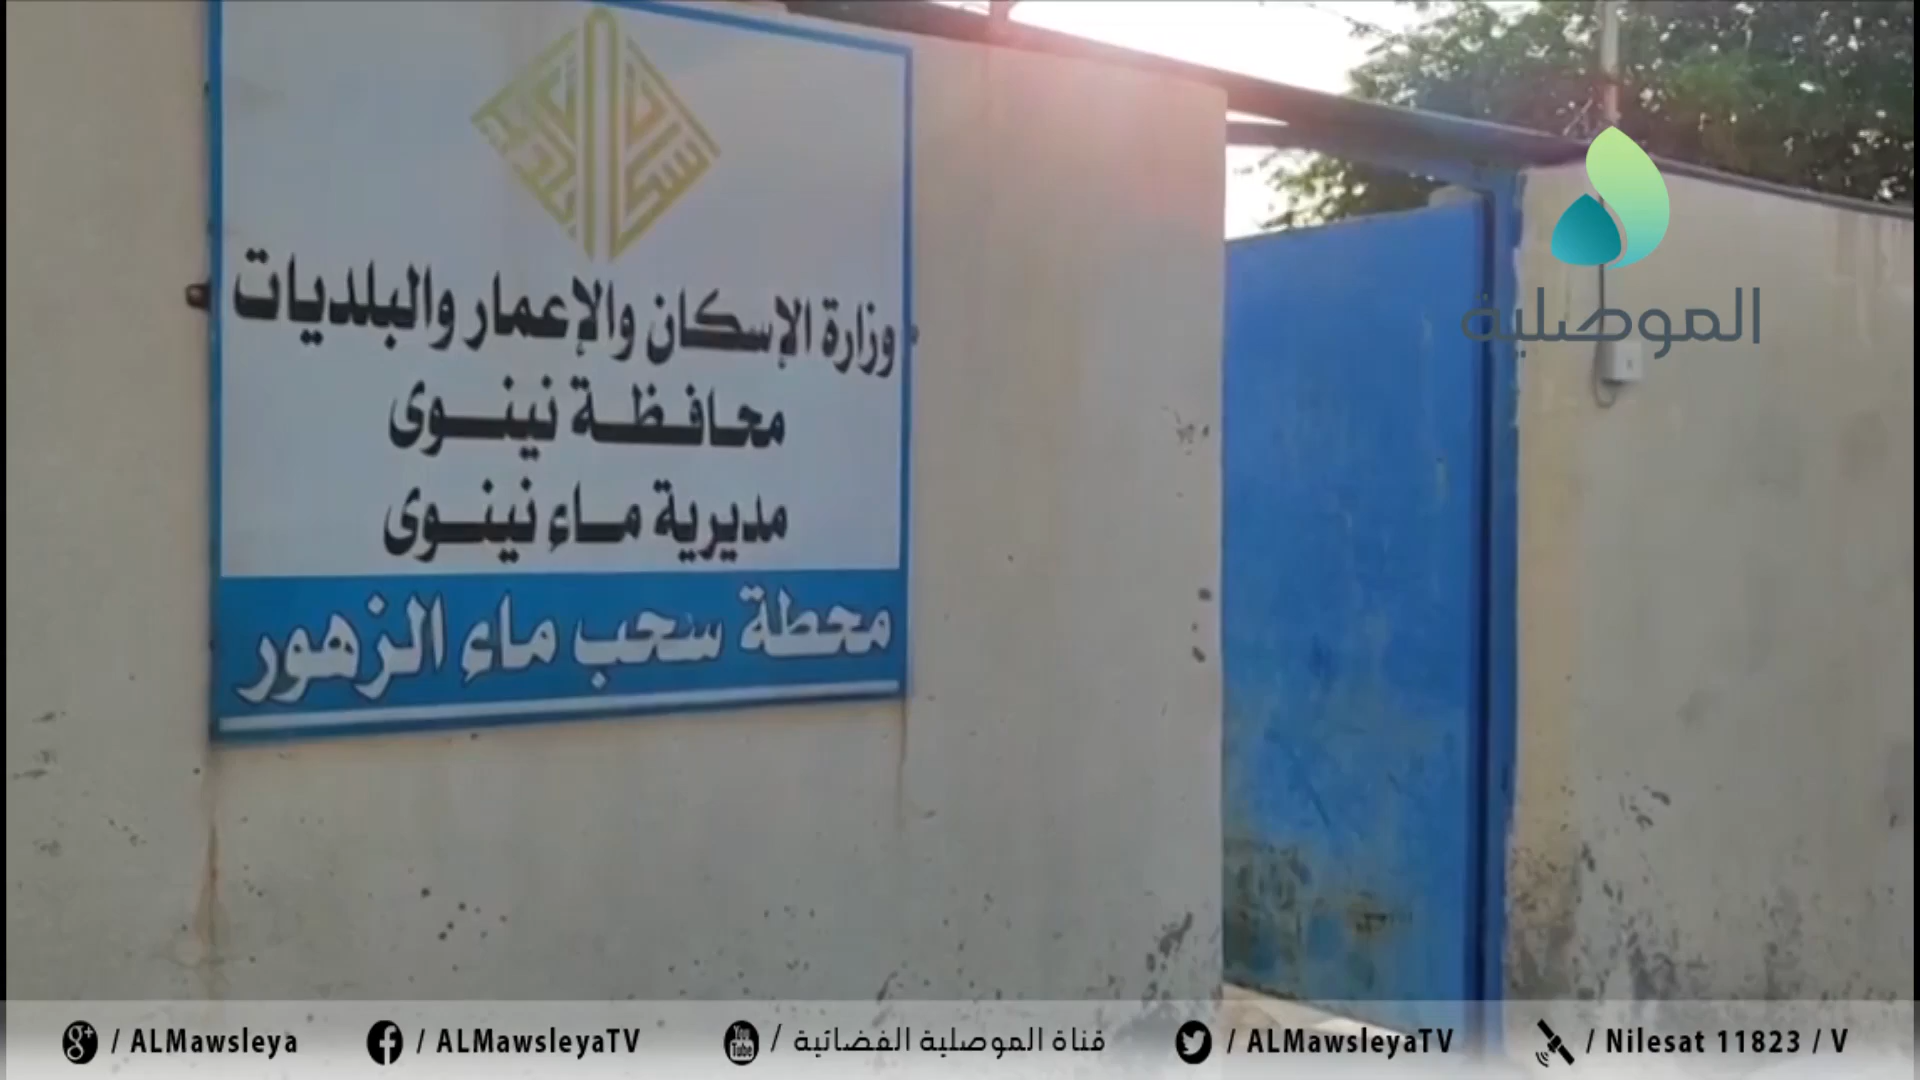 وزارة الإسكان والإعمار والبلديات
محافظة نينوى
مديرية ماء نينوى
محطة سحب ماء الزهور
الموصلية
/ ALMawsleya
/ ALMawsleyaTV
/ قناة الموصلية الفضائية
/ ALMawsleyaTV
/ Nilesat 11823 / V